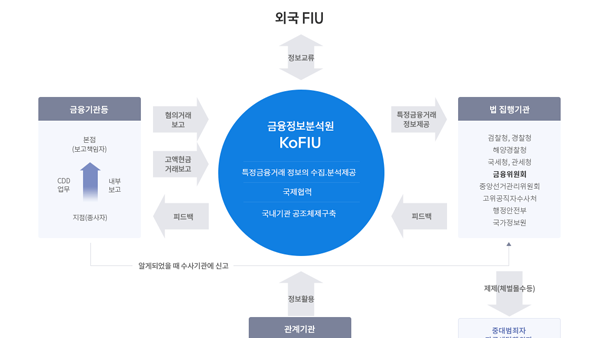 외국 FIU
정보교류
금융기관등
본점
(보고책임자)
CDD
업무
내부
보고
지점(종사자)
혐의거래
보고
고액현금
거래보고
피드백
금융정보분석원
KoFIU
특정금융거래 정보의 수집,분석제공
국제협력
국내기관 공조체제구축
특정금융거래
정보제공
피드백
법 집행기관
검찰청, 경찰청
해양경찰청
국세청, 관세청
금융위원회
중앙선거관리위원회
고위공직자수사처
행정안전부
국가정보원
알게되었을 때 수사기관에 신고
정보활용
관계기관
제제(처벌몰수등)
중대범죄자